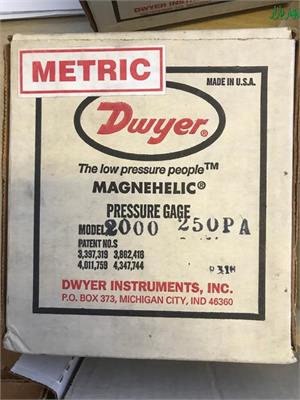 METRIC
MADE IN U.S.A.
Dwyer®
The low pressure people™
MAGNEHELIC®
PRESSURE GAGE
MODEL 2000 250PA
PATENT NO.S
3,397,319 3,862,416
4,011,759 4,347,744
DWYER INSTRUMENTS, INC.
P.O. BOX 373, MICHIGAN CITY, IND 46360